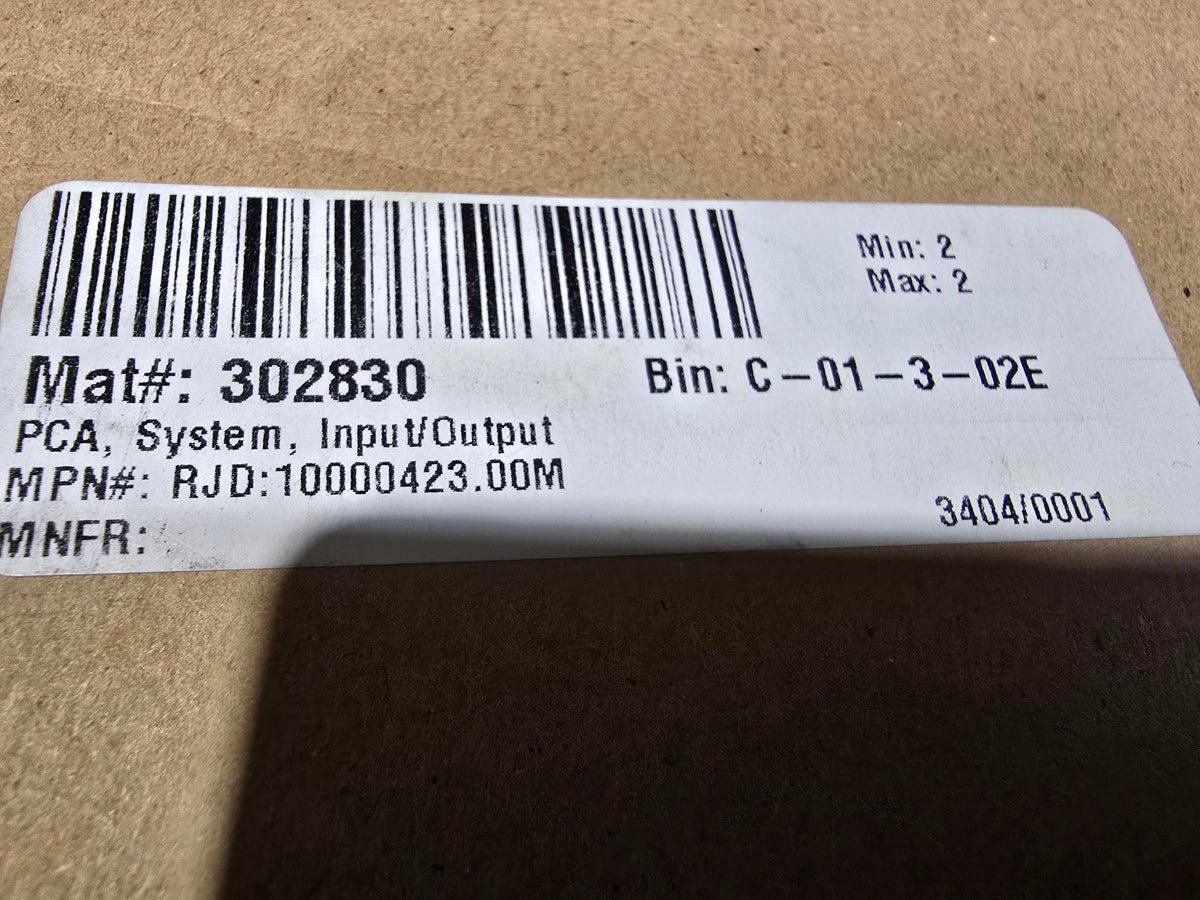 Min: 2
Max: 2
Mat#: 302830
Bin: C-01-3-02E
PCA, System, Input/Output
MPN#: RJD:10000423.00M
3404/0001
MNFR: